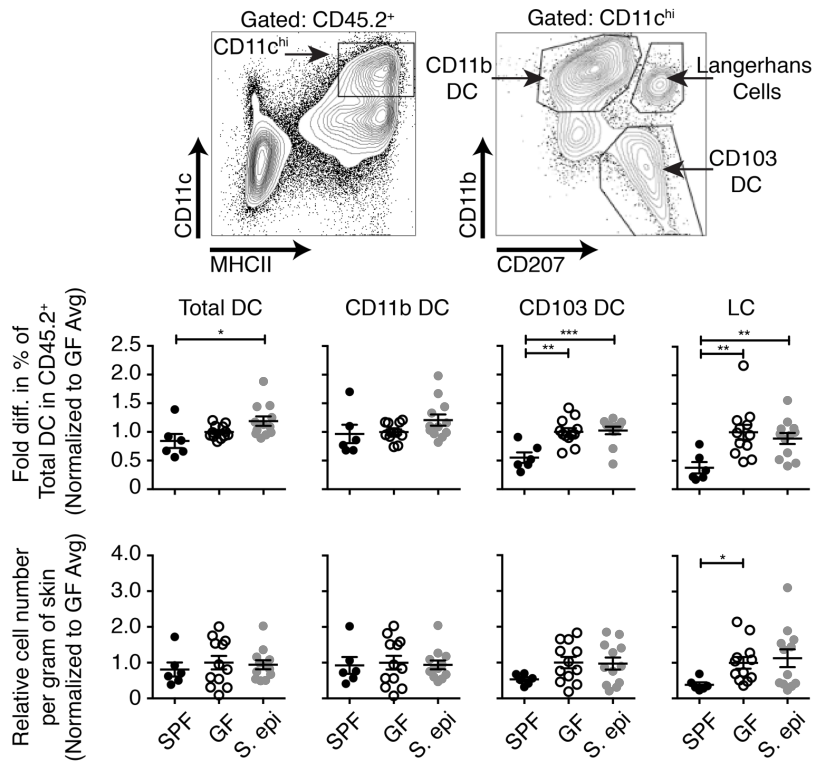 Gated: CD45.2⁺
Gated: CD11cʰⁱ
CD11cʰⁱ
CD11b
DC
Langerhans
Cells
CD103
DC
CD11c
MHCII
CD11b
CD207
Fold diff. in % of
Total DC in CD45.2⁺
(Normalized to GF Avg)
Total DC
CD11b DC
CD103 DC
LC
*
***
**
**
**
2.5
2.0
1.5
1.0
0.5
0
Relative cell number
per gram of skin
(Normalized to GF Avg)
*
4.0
3.0
2.0
1.0
0
SPF
GF
S. epi
SPF
GF
S. epi
SPF
GF
S. epi
SPF
GF
S. epi